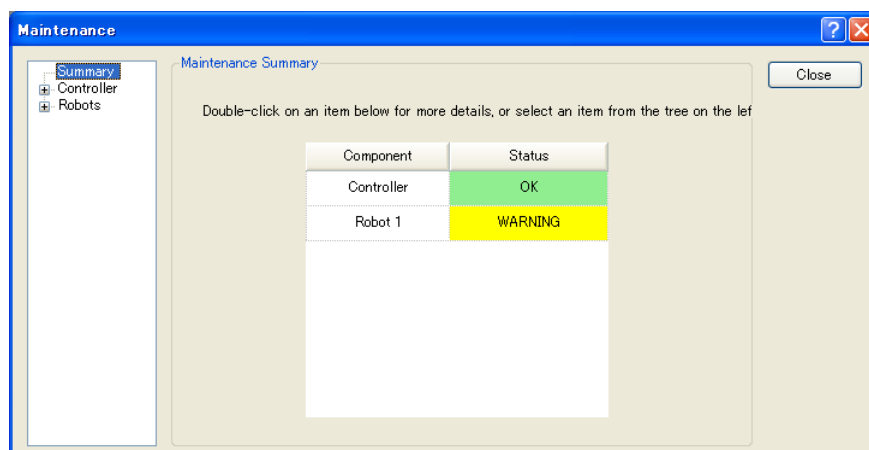 Maintenance
Summary
Controller
Robots
Maintenance Summary
Close
Double-click on an item below for more details, or select an item from the tree on the lef
Component Status
Controller OK
Robot 1 WARNING